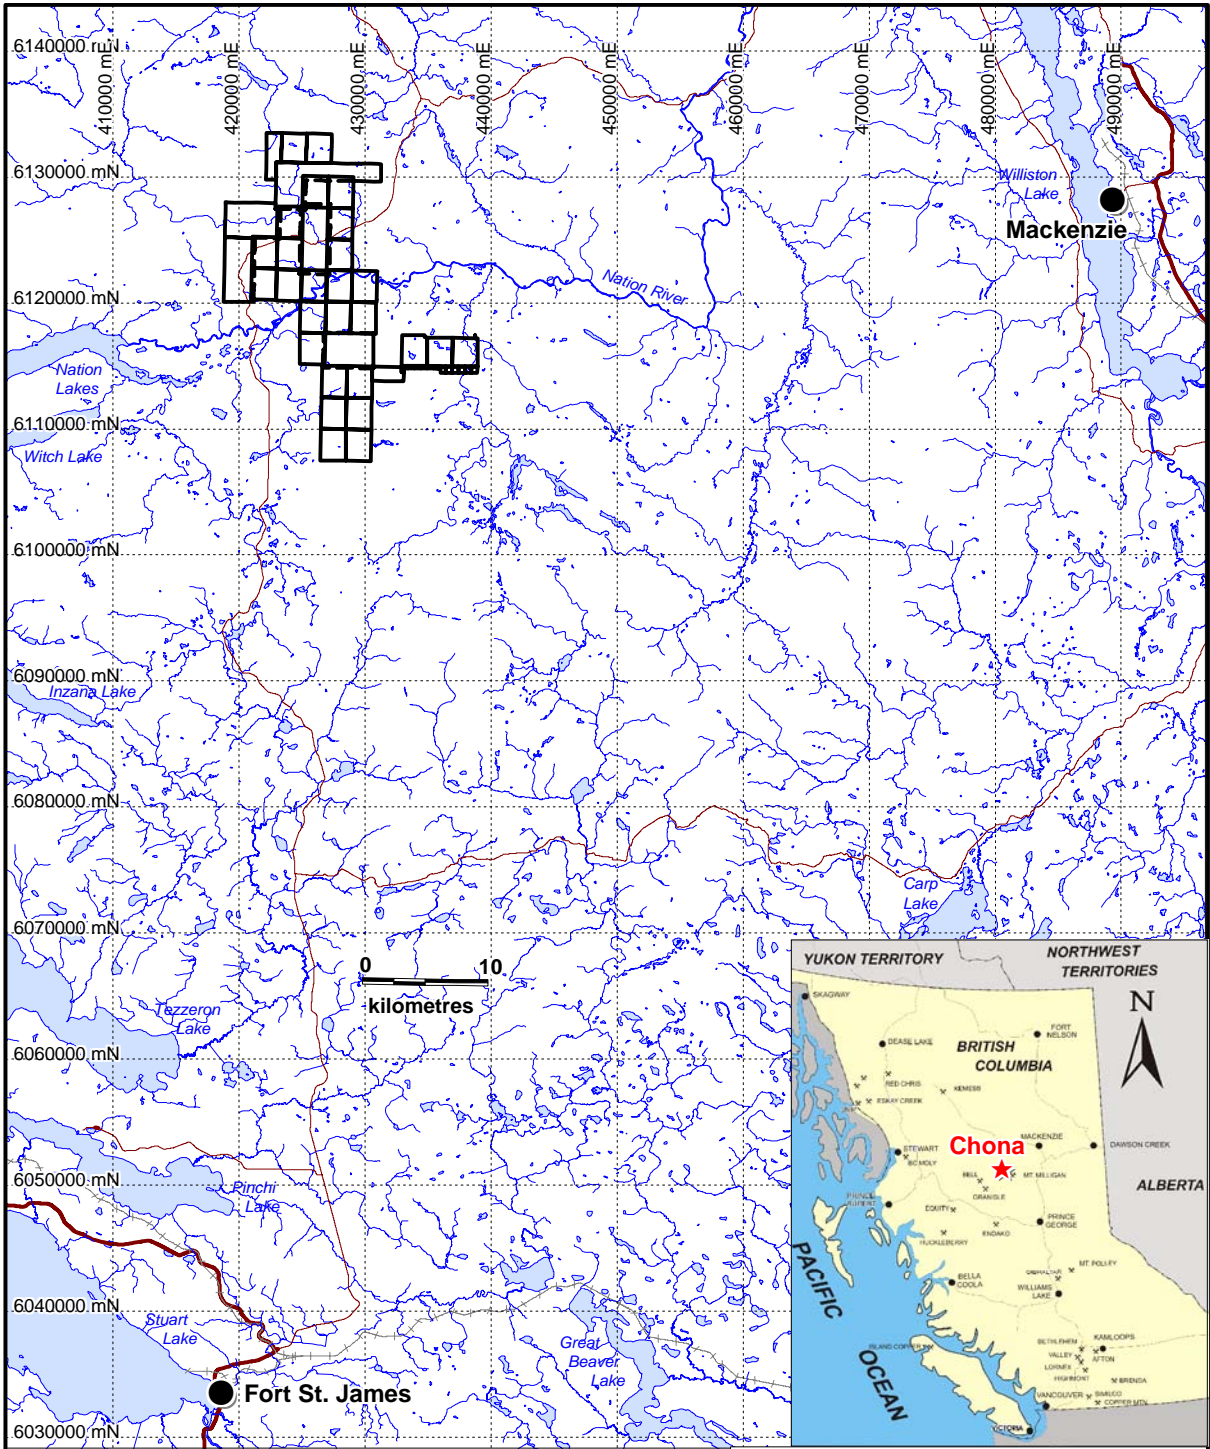 6140000 mN
410000 mE
420000 mE
430000 mE
440000 mE
450000 mE
460000 mE
470000 mE
480000 mE
490000 mE
6130000 mN
Williston
Lake
Mackenzie
Nation River
6120000 mN
Nation
Lakes
6110000 mN
Witch Lake
6100000 mN
6090000 mN
Inzana Lake
6080000 mN
Carp
Lake
6070000 mN
0 10
kilometres
Tezzeron
Lake
6060000 mN
6050000 mN
Pinchi
Lake
6040000 mN
Stuart
Lake
Great
Beaver
Lake
Fort St. James
6030000 mN
YUKON TERRITORY
NORTHWEST
TERRITORIES
SKAGWAY
N
FORT
NELSON
DEASE LAKE
BRITISH
COLUMBIA
RED CHRIS
KEMESS
ESKAY CREEK
MACKENZIE
DAWSON CREEK
Chona
STEWART
BELL
MT. MILLIGAN
GRANISLE
ALBERTA
PRINCE
RUPERT
EQUITY
PRINCE
GEORGE
ENDAKO
HUCKLEBERRY
MT. POLLEY
GIBRALTAR
BELLA
COOLA
WILLIAMS
LAKE
PACIFIC
OCEAN
ISLAND COPPER
BETHLEHEM
KAMLOOPS
VALLEY
AFTON
LORNEX
HIGHMONT
BRENDA
VANCOUVER
SIMILCO
COPPER MTN.
VICTORIA